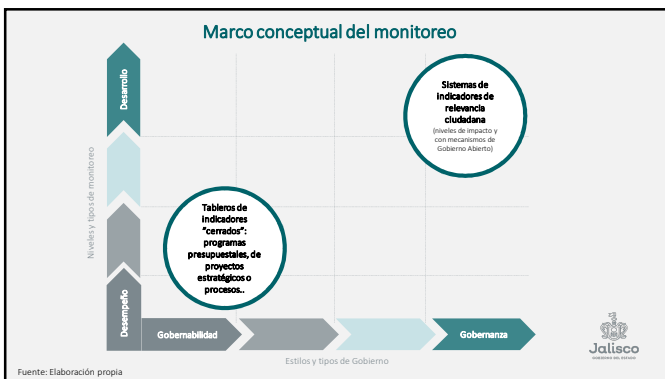 Marco conceptual del monitoreo
Niveles y tipos de monitoreo
Desarrollo
Desempeño
Sistemas de
indicadores de
relevancia
ciudadana
(niveles de impacto y
con mecanismos de
Gobierno Abierto)
Tableros de
indicadores
"cerrados":
programas
presupuestales, de
proyectos
estratégicos o
procesos..
Gobernabilidad
Gobernanza
Estilos y tipos de Gobierno
Jalisco
GOBIERNO DEL ESTADO
Fuente: Elaboración propia